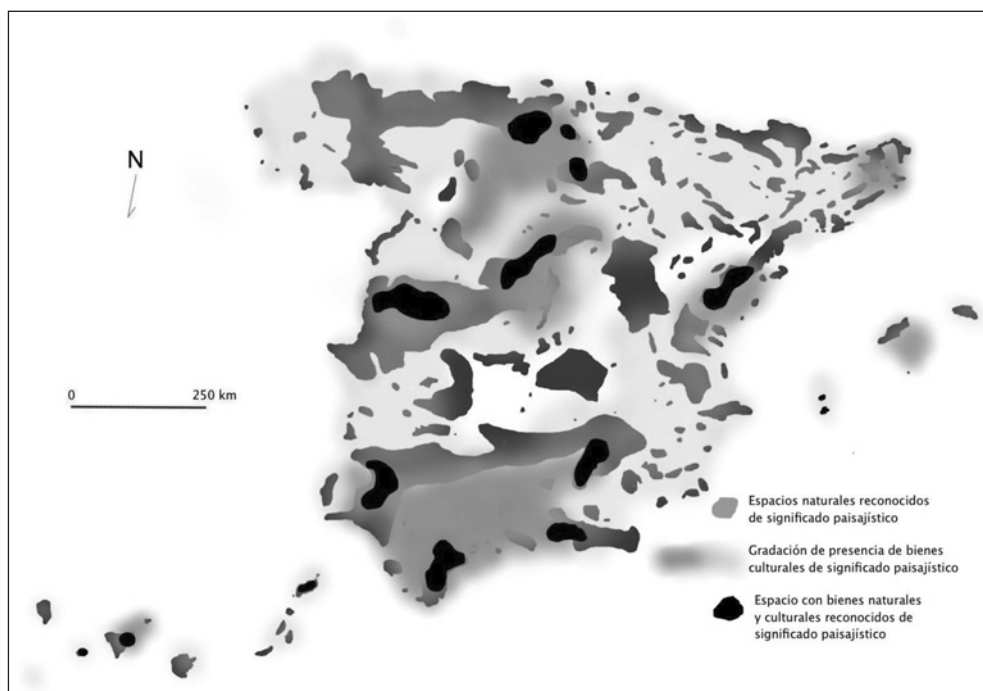 N
0 250 km
Espacios naturales reconocidos
de significado paisajístico
Gradación de presencia de bienes
culturales de significado paisajístico
Espacio con bienes naturales
y culturales reconocidos de
significado paisajístico